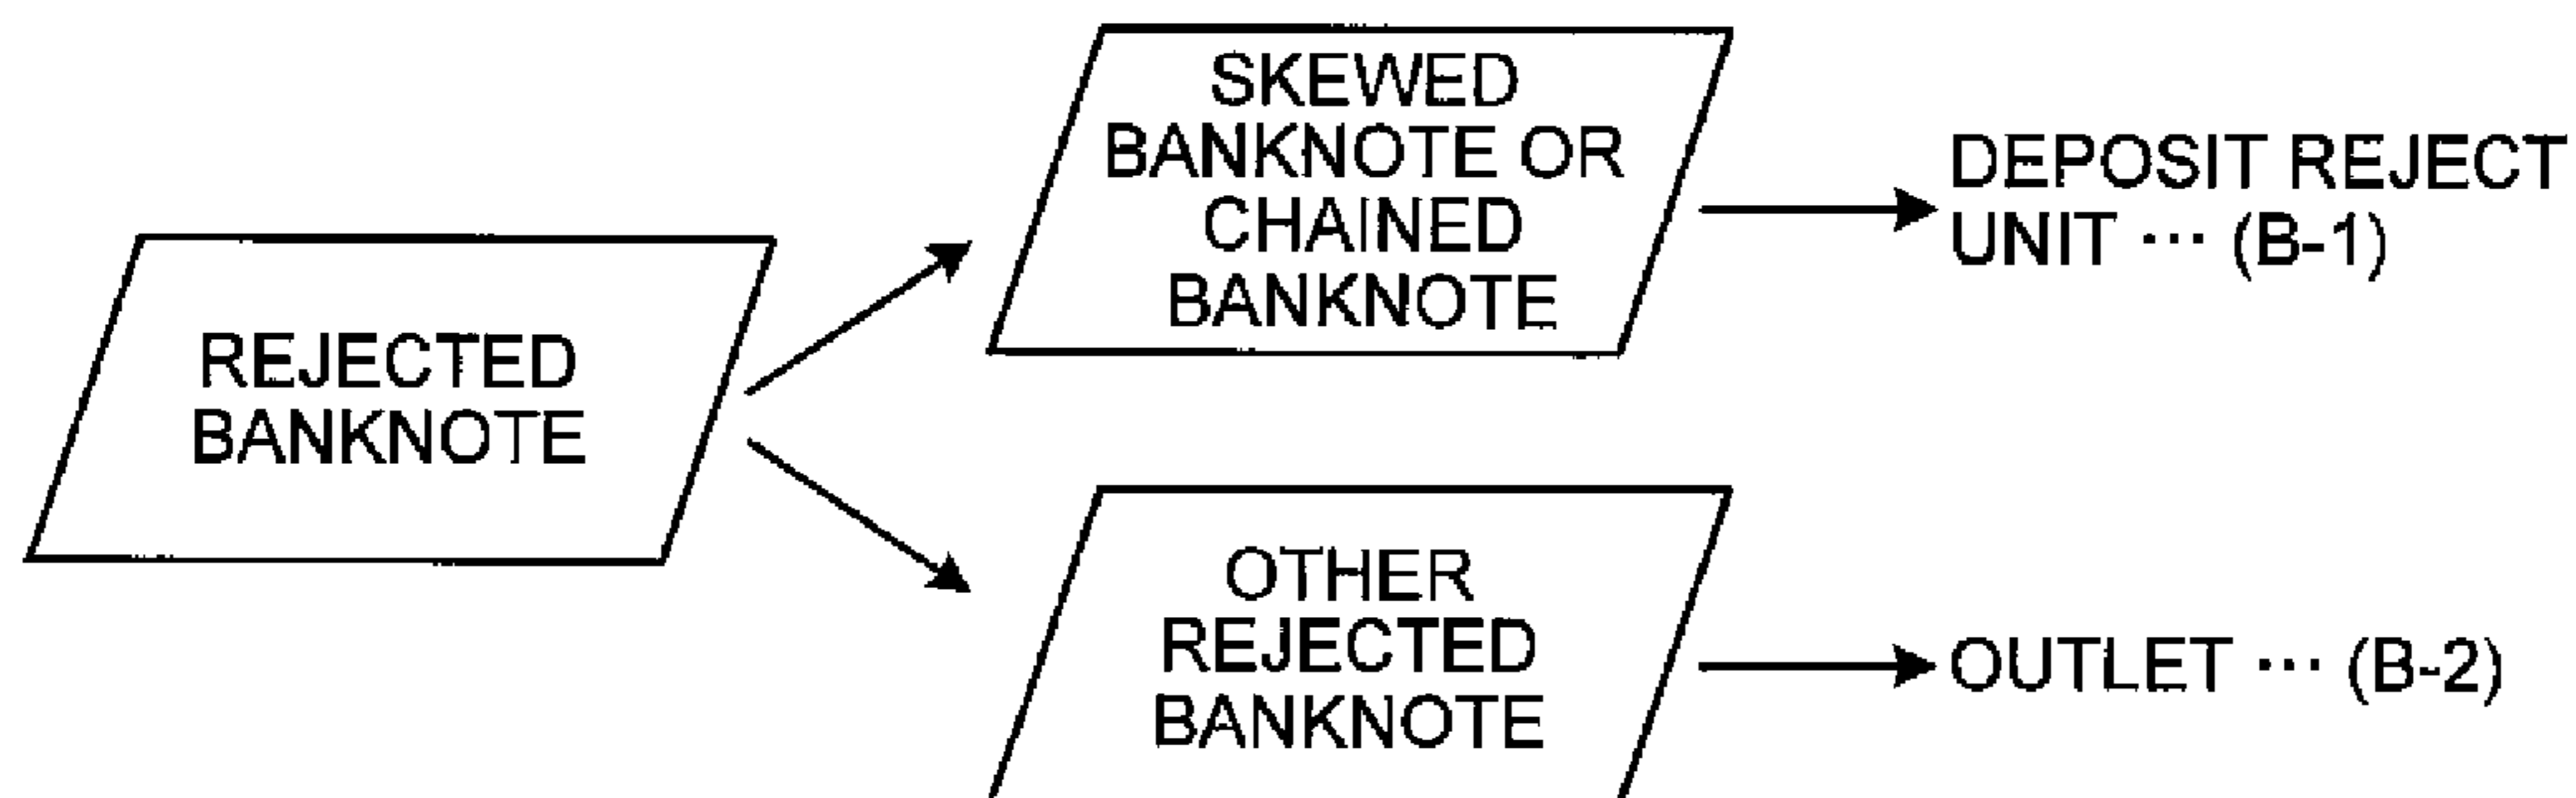 REJECTED
BANKNOTE
SKEWED
BANKNOTE OR
CHAINED
BANKNOTE
DEPOSIT REJECT
UNIT ··· (B-1)
OTHER
REJECTED
BANKNOTE
OUTLET ··· (B-2)